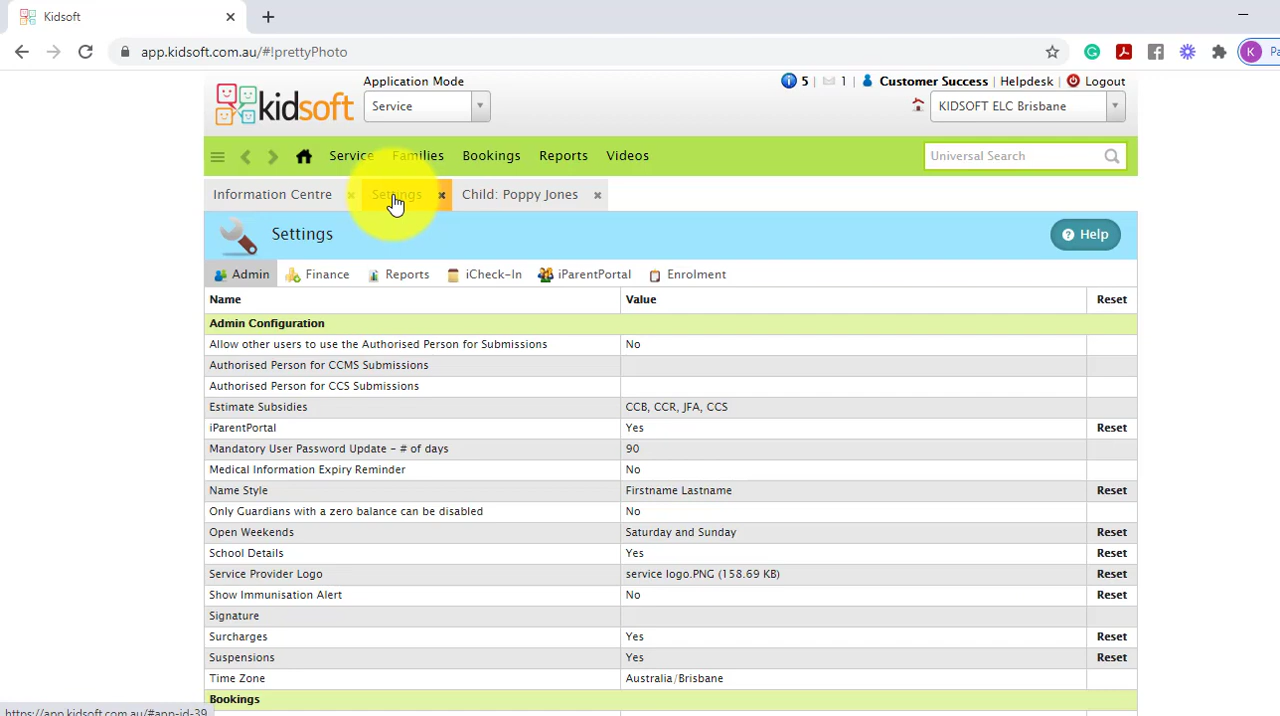 Kidsoft
app.kidsoft.com.au/#!prettyPhoto
K Pa
Application Mode
5 | 1 | Customer Success | Helpdesk | Logout
kidsoft
Service
KIDSOFT ELC Brisbane
Service Families Bookings Reports Videos
Universal Search
Information Centre
Settings
Child: Poppy Jones
Settings
Help
Admin Finance Reports iCheck-In iParentPortal Enrolment
Name Value Reset
Admin Configuration
Allow other users to use the Authorised Person for Submissions No
Authorised Person for CCMS Submissions
Authorised Person for CCS Submissions
Estimate Subsidies CCB, CCR, JFA, CCS
iParentPortal Yes Reset
Mandatory User Password Update - # of days 90
Medical Information Expiry Reminder No
Name Style Firstname Lastname Reset
Only Guardians with a zero balance can be disabled No
Open Weekends Saturday and Sunday Reset
School Details Yes Reset
Service Provider Logo service logo.PNG (158.69 KB) Reset
Show Immunisation Alert No Reset
Signature
Surcharges Yes Reset
Suspensions Yes Reset
Time Zone Australia/Brisbane
Bookings
https://app.kidsoft.com.au/#app-id-39